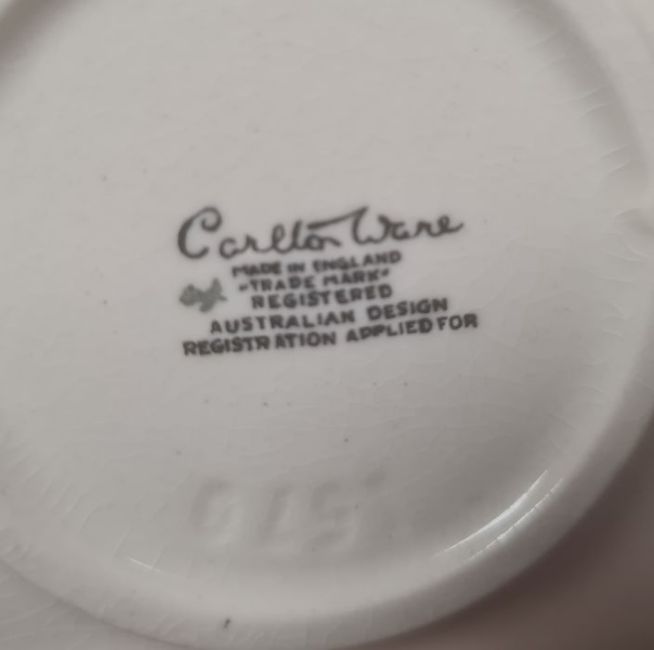 Carlton Ware
MADE IN ENGLAND
"TRADE MARK"
REGISTERED
AUSTRALIAN DESIGN
REGISTRATION APPLIED FOR